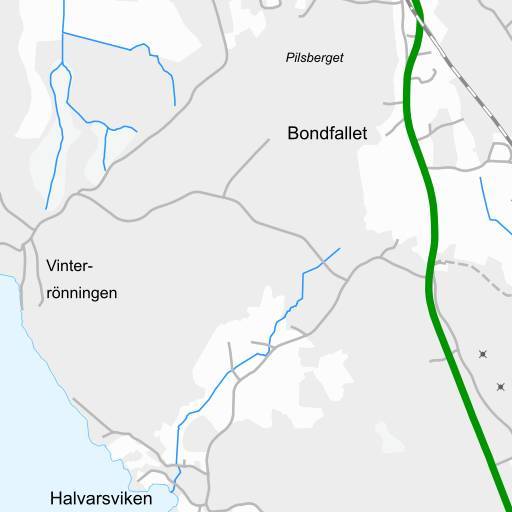 Pilsberget
Bondfallet
Vinter-
rönningen
Halvarsviken